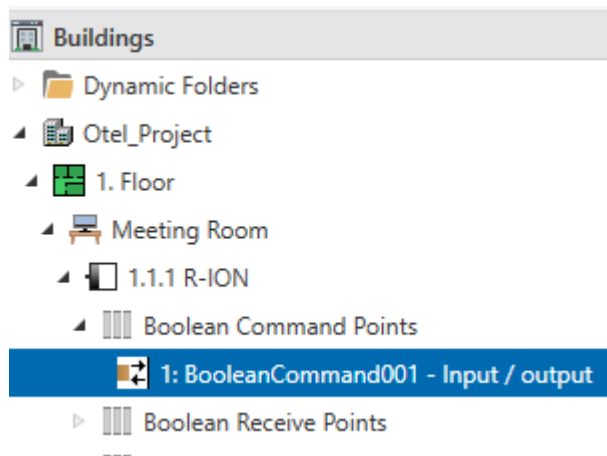 Buildings
Dynamic Folders
Otel_Project
1. Floor
Meeting Room
1.1.1 R-ION
Boolean Command Points
1: BooleanCommand001 - Input / output
Boolean Receive Points